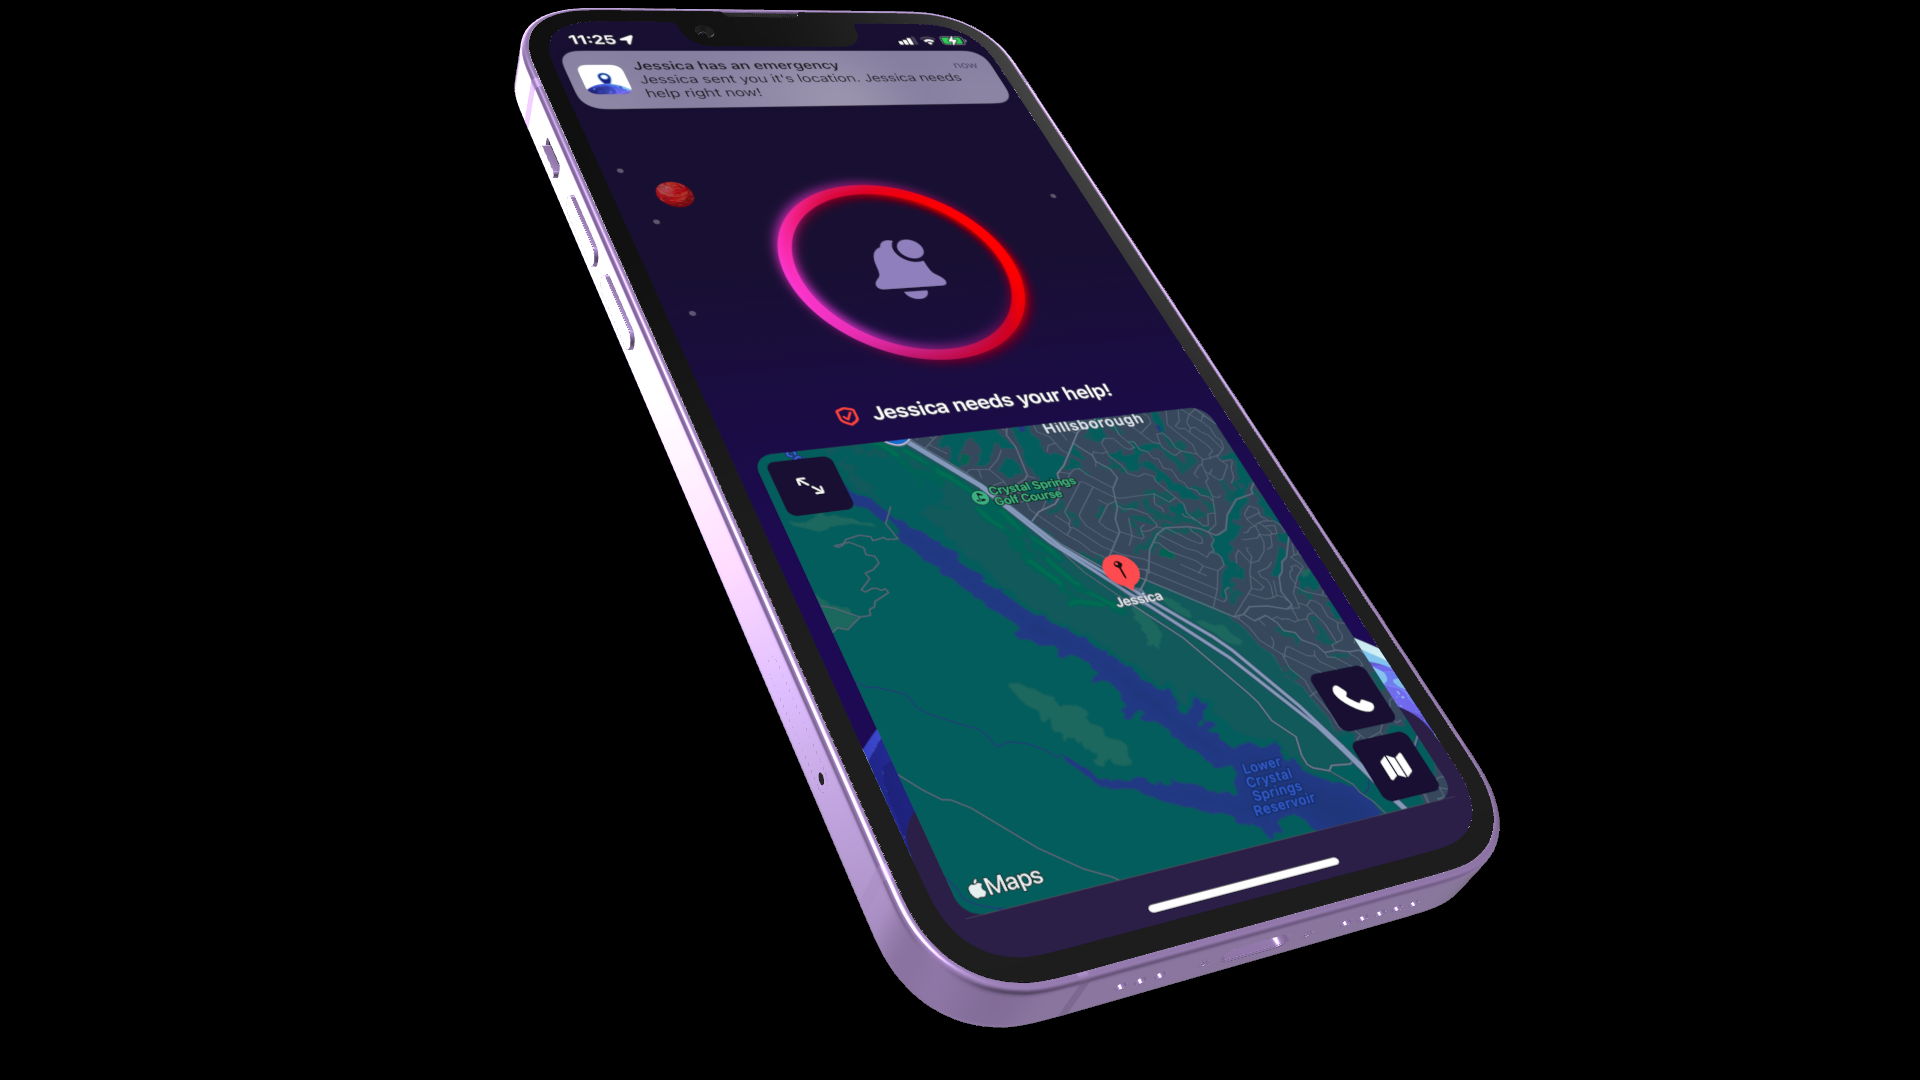 11:25
Jessica has an emergency
now
Jessica sent you it's location. Jessica needs
help right now!
Jessica needs your help!
Hillsborough
Crystal Springs
Golf Course
Jessica
Lower
Crystal
Springs
Reservoir
Maps